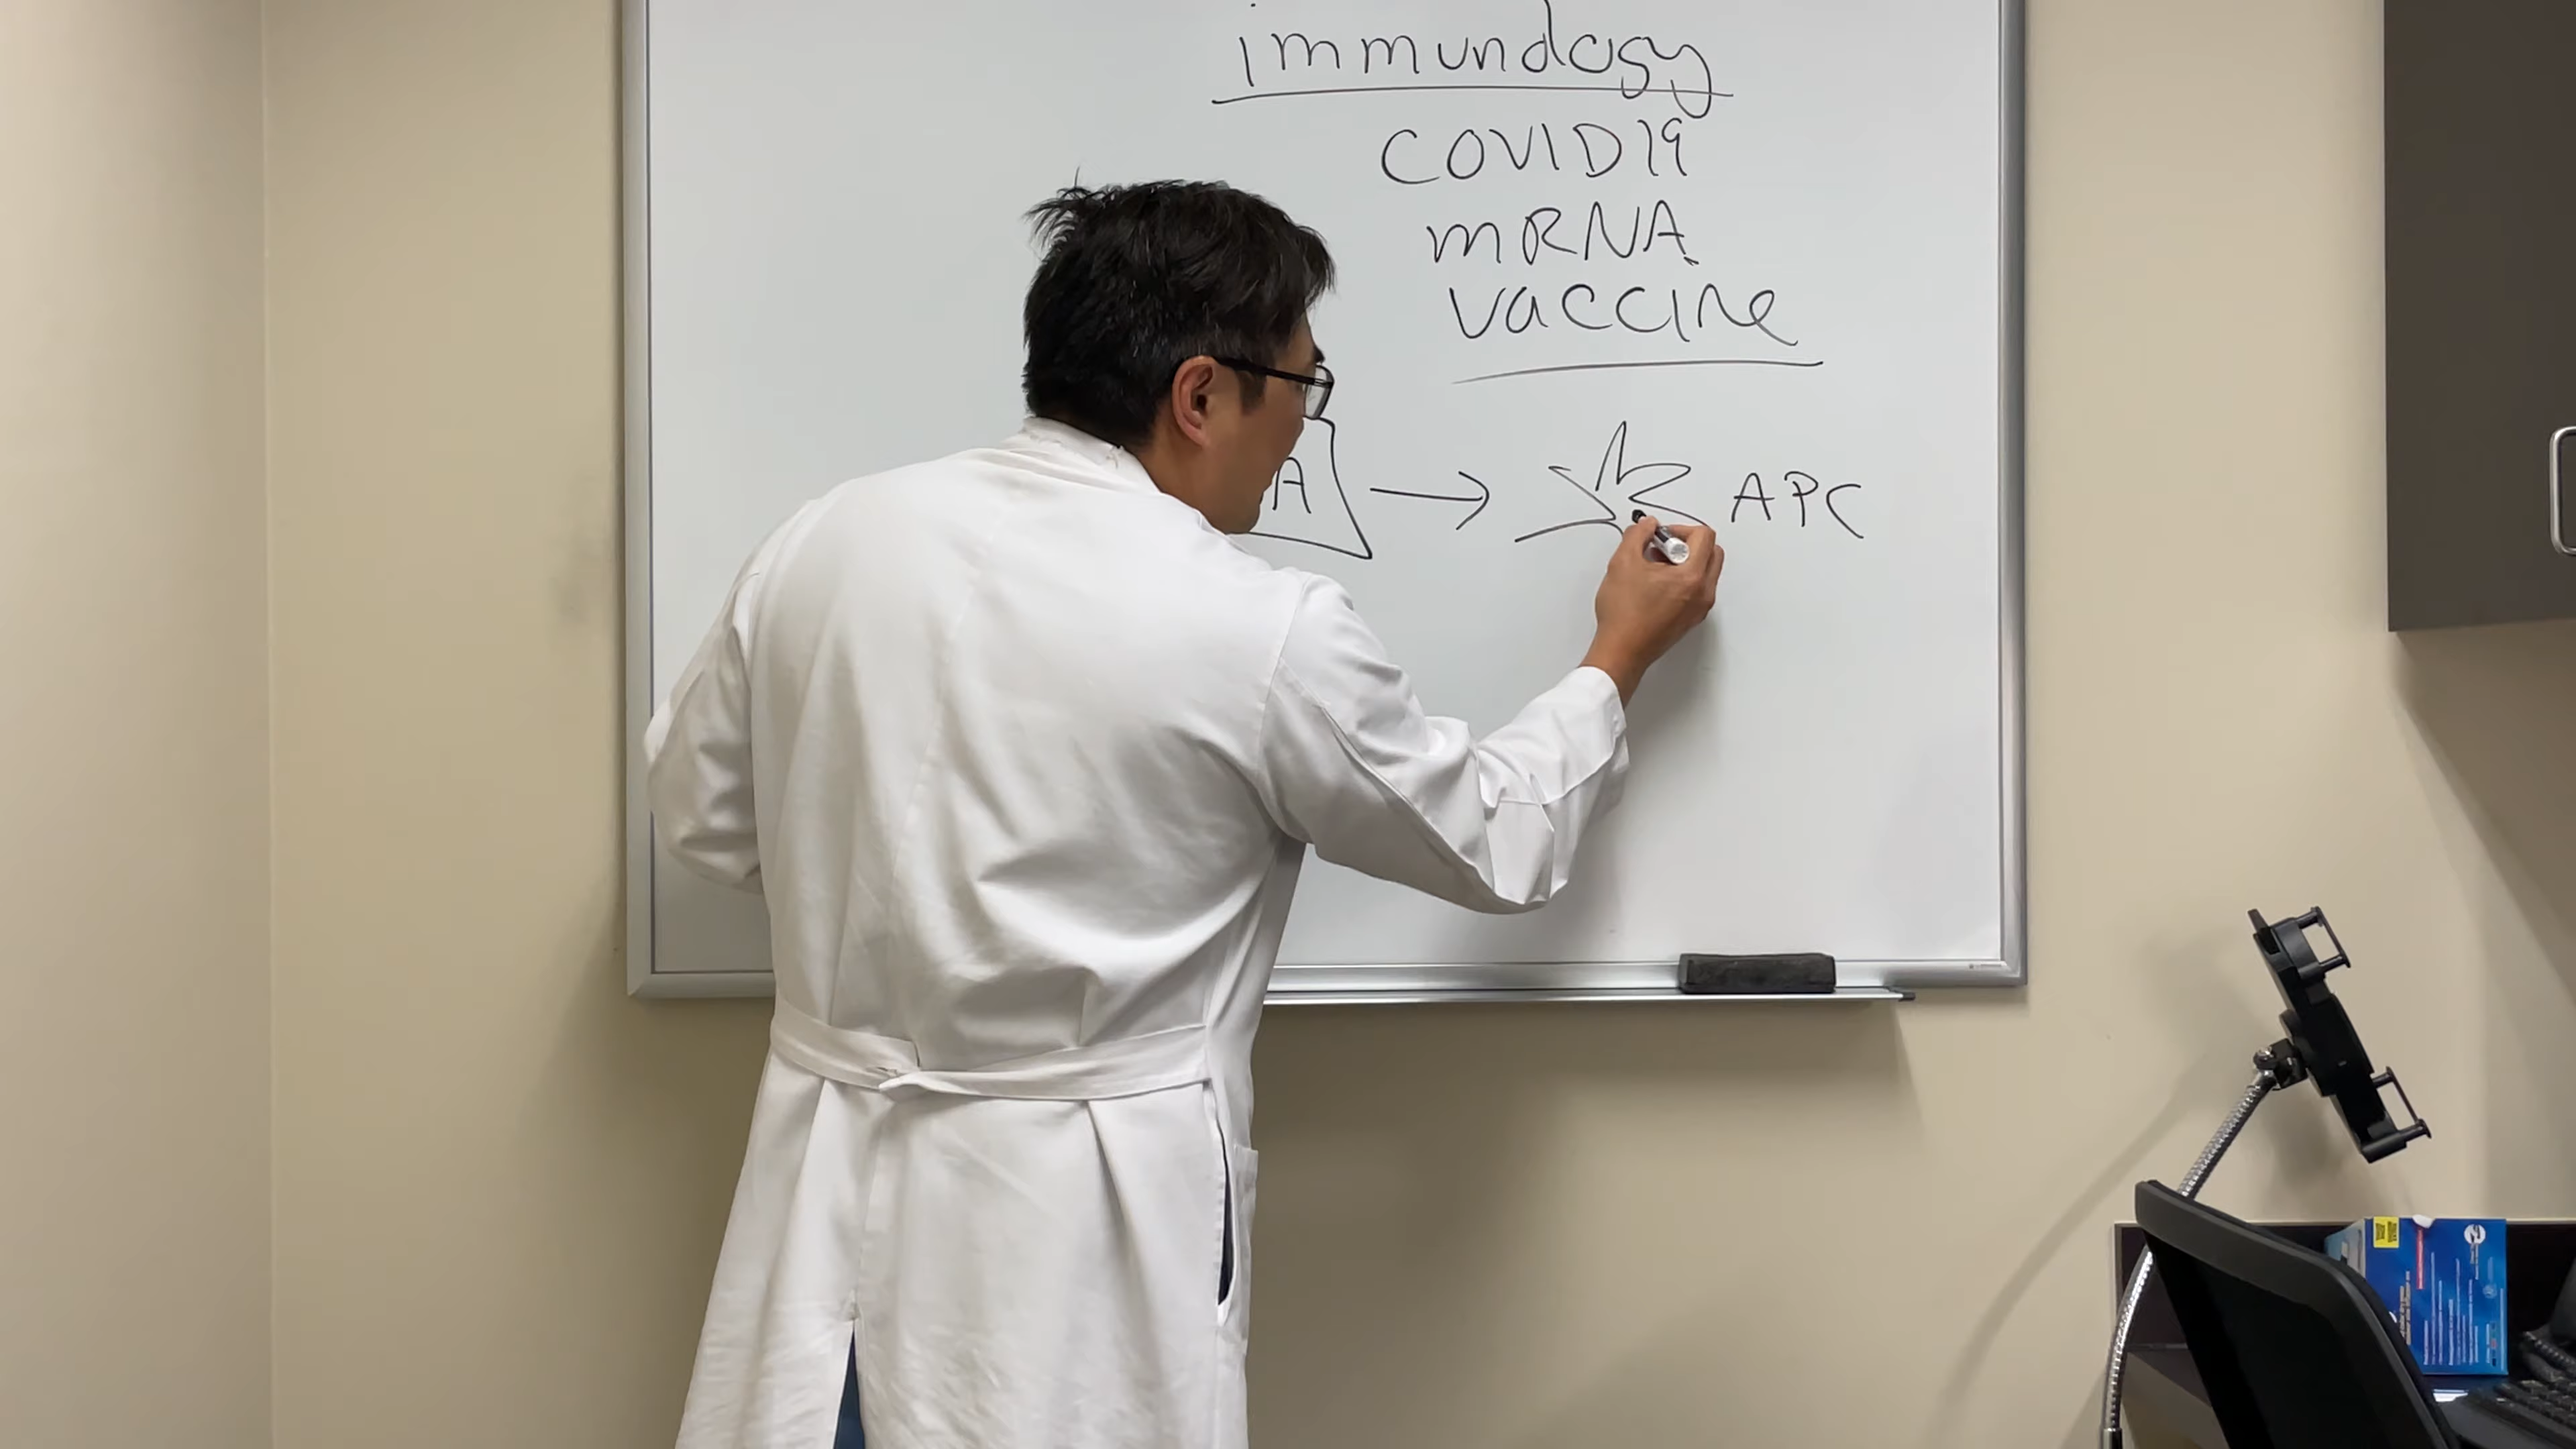 immunology
COVID19
mRNA
vaccine
A → APC